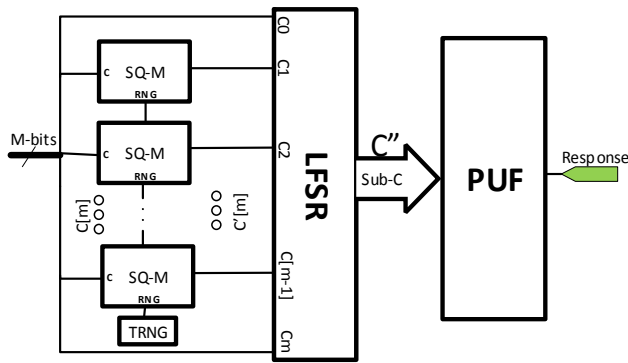 C0
C SQ-M
RNG
C1
M-bits
C SQ-M
RNG
C2
C[m]
C'[m]
C SQ-M
RNG
C[m-1]
TRNG
Cm
LFSR
C”
Sub-C
PUF
Response